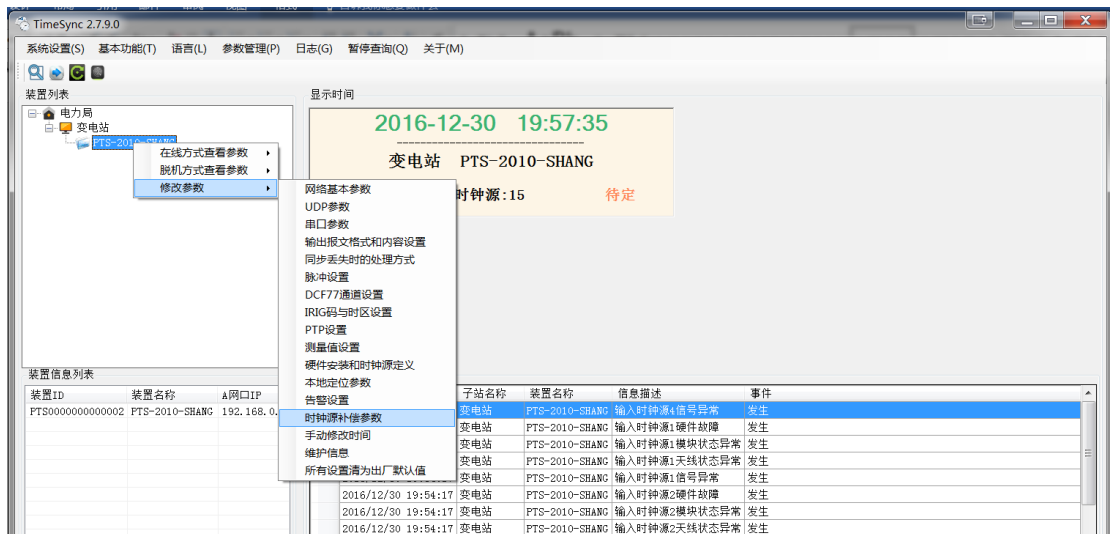 TimeSync 2.7.9.0
系统设置(S) 基本功能(T) 语言(L) 参数管理(P) 日志(G) 暂停查询(Q) 关于(M)
装置列表
电力局
变电站
在线方式查看参数
脱机方式查看参数
修改参数
网络基本参数
UDP参数
串口参数
输出报文格式和内容设置
同步丢失时的处理方式
脉冲设置
DCF77通道设置
IRIG码与时区设置
PTP设置
测量值设置
硬件安装和时钟源定义
本地定位参数
告警设置
时钟源补偿参数
手动修改时间
维护信息
所有设置清为出厂默认值
显示时间
2016-12-30 19:57:35
变电站 PTS-2010-SHANG
时钟源:15 待定
装置信息列表
装置ID 装置名称 A网口IP
PTS0000000000002 PTS-2010-SHANG 192.168.0.
子站名称 装置名称 信息描述 事件
变电站 PTS-2010-SHANG 输入时钟源4信号异常 发生
变电站 PTS-2010-SHANG 输入时钟源1硬件故障 发生
变电站 PTS-2010-SHANG 输入时钟源1模块状态异常 发生
变电站 PTS-2010-SHANG 输入时钟源1天线状态异常 发生
变电站 PTS-2010-SHANG 输入时钟源1信号异常 发生
2016/12/30 19:54:17 变电站 PTS-2010-SHANG 输入时钟源2硬件故障 发生
2016/12/30 19:54:17 变电站 PTS-2010-SHANG 输入时钟源2模块状态异常 发生
2016/12/30 19:54:17 变电站 PTS-2010-SHANG 输入时钟源2天线状态异常 发生